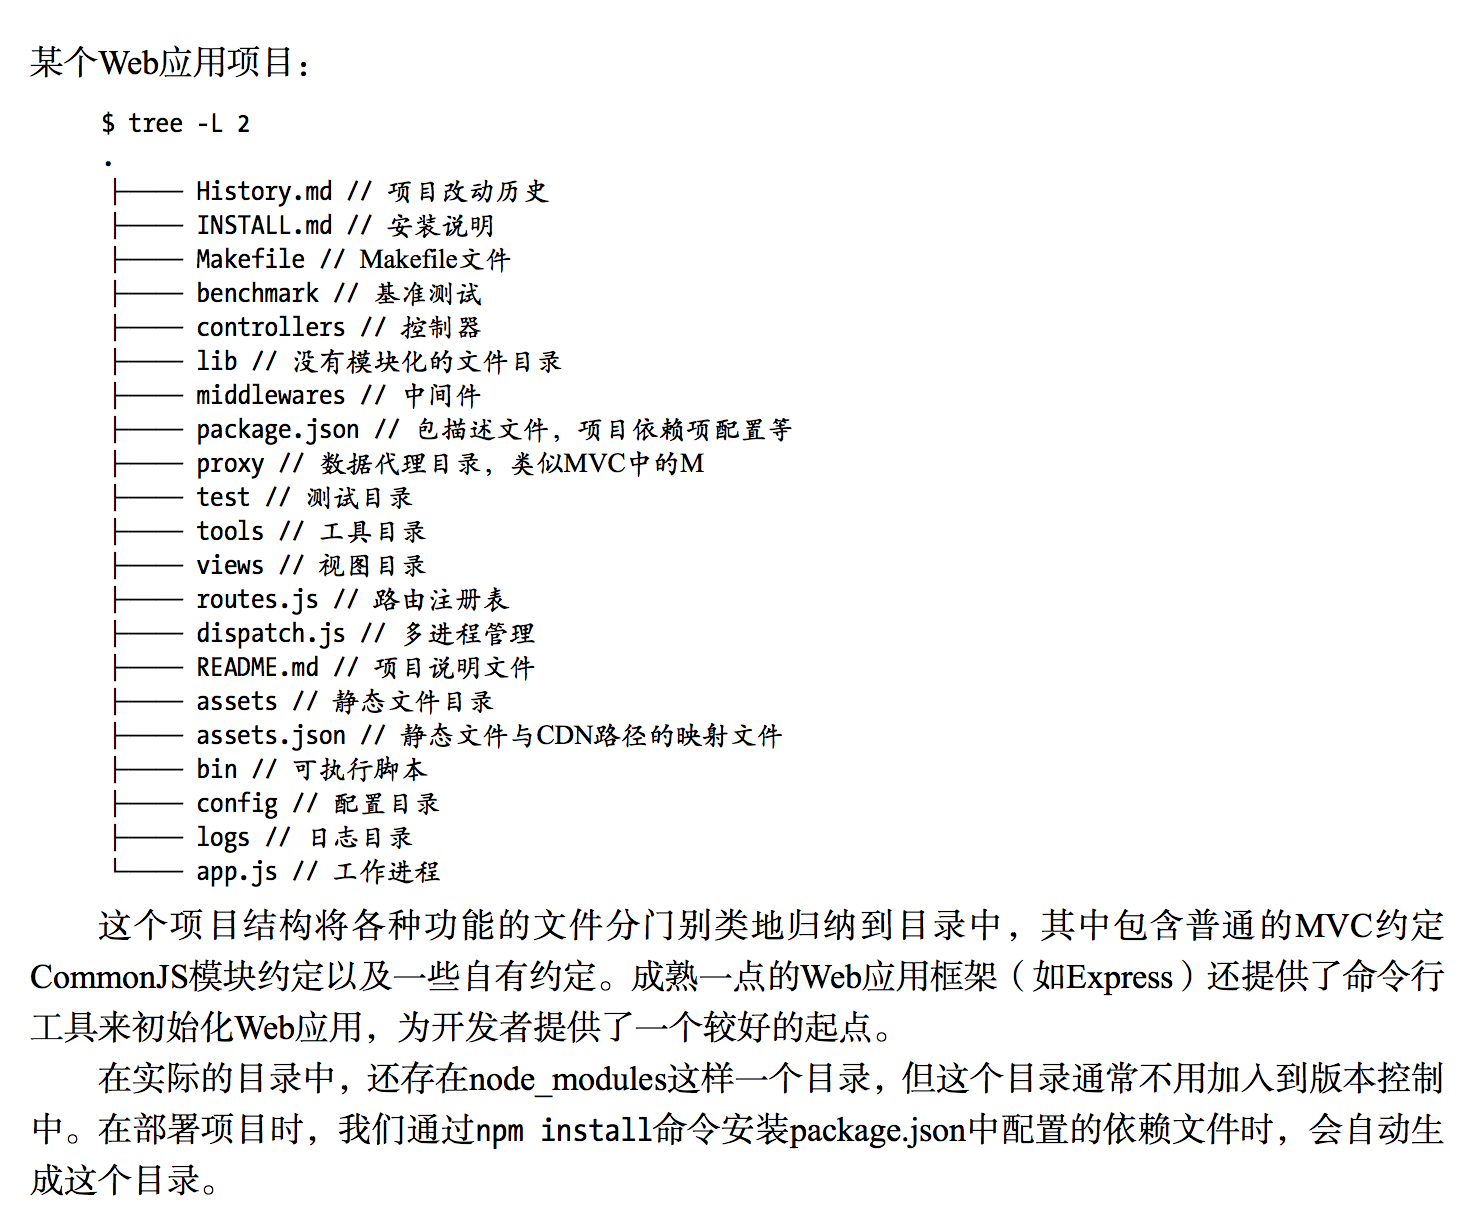 某个Web应用项目：
$ tree -L 2
.
├── History.md // 项目改动历史
├── INSTALL.md // 安装说明
├── Makefile // Makefile文件
├── benchmark // 基准测试
├── controllers // 控制器
├── lib // 没有模块化的文件目录
├── middlewares // 中间件
├── package.json // 包描述文件，项目依赖项配置等
├── proxy // 数据代理目录，类似MVC中的M
├── test // 测试目录
├── tools // 工具目录
├── views // 视图目录
├── routes.js // 路由注册表
├── dispatch.js // 多进程管理
├── README.md // 项目说明文件
├── assets // 静态文件目录
├── assets.json // 静态文件与CDN路径的映射文件
├── bin // 可执行脚本
├── config // 配置目录
├── logs // 日志目录
└── app.js // 工作进程
这个项目结构将各种功能的文件分门别类地归纳到目录中，其中包含普通的MVC约定
CommonJS模块约定以及一些自有约定。成熟一点的Web应用框架（如Express）还提供了命令行
工具来初始化Web应用，为开发者提供了一个较好的起点。
在实际的目录中，还存在node_modules这样一个目录，但这个目录通常不用加入到版本控制
中。在部署项目时，我们通过npm install命令安装package.json中配置的依赖文件时，会自动生
成这个目录。